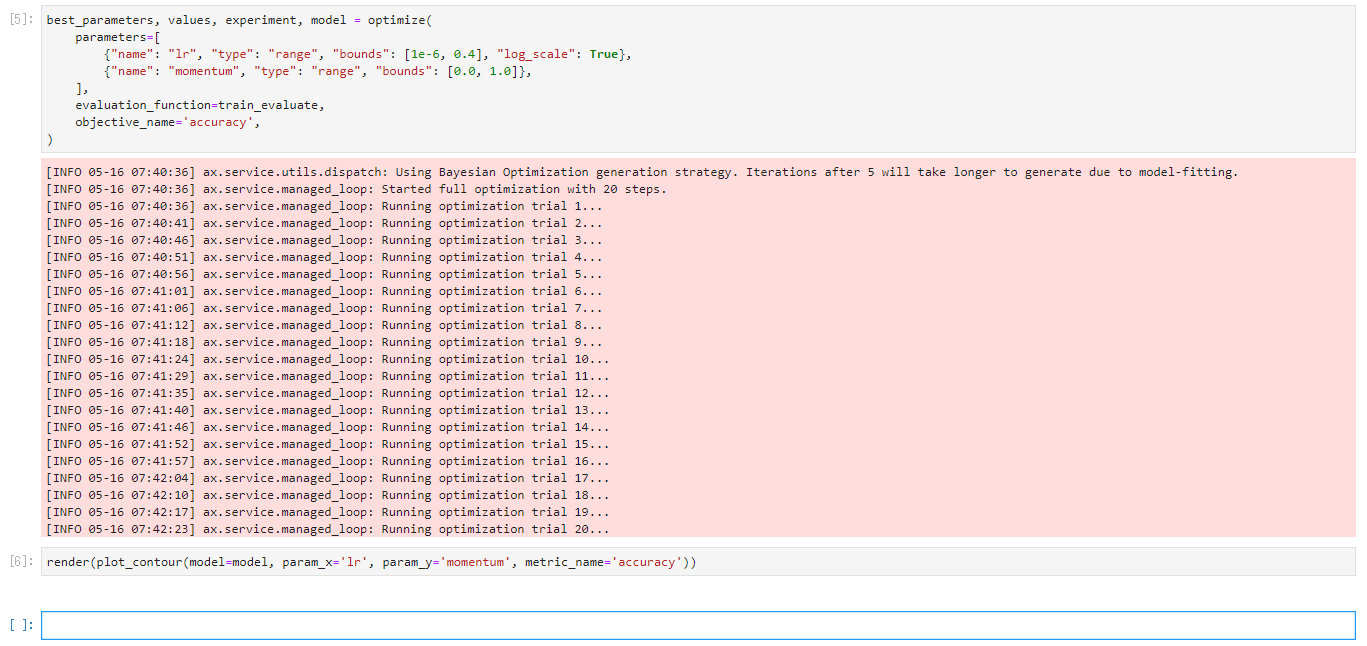 [5]: best_parameters, values, experiment, model = optimize(
    parameters=[
        {"name": "lr", "type": "range", "bounds": [1e-6, 0.4], "log_scale": True},
        {"name": "momentum", "type": "range", "bounds": [0.0, 1.0]},
    ],
    evaluation_function=train_evaluate,
    objective_name='accuracy',
)
[INFO 05-16 07:40:36] ax.service.utils.dispatch: Using Bayesian Optimization generation strategy. Iterations after 5 will take longer to generate due to model-fitting.
[INFO 05-16 07:40:36] ax.service.managed_loop: Started full optimization with 20 steps.
[INFO 05-16 07:40:36] ax.service.managed_loop: Running optimization trial 1...
[INFO 05-16 07:40:41] ax.service.managed_loop: Running optimization trial 2...
[INFO 05-16 07:40:46] ax.service.managed_loop: Running optimization trial 3...
[INFO 05-16 07:40:51] ax.service.managed_loop: Running optimization trial 4...
[INFO 05-16 07:40:56] ax.service.managed_loop: Running optimization trial 5...
[INFO 05-16 07:41:01] ax.service.managed_loop: Running optimization trial 6...
[INFO 05-16 07:41:06] ax.service.managed_loop: Running optimization trial 7...
[INFO 05-16 07:41:12] ax.service.managed_loop: Running optimization trial 8...
[INFO 05-16 07:41:18] ax.service.managed_loop: Running optimization trial 9...
[INFO 05-16 07:41:24] ax.service.managed_loop: Running optimization trial 10...
[INFO 05-16 07:41:29] ax.service.managed_loop: Running optimization trial 11...
[INFO 05-16 07:41:35] ax.service.managed_loop: Running optimization trial 12...
[INFO 05-16 07:41:40] ax.service.managed_loop: Running optimization trial 13...
[INFO 05-16 07:41:46] ax.service.managed_loop: Running optimization trial 14...
[INFO 05-16 07:41:52] ax.service.managed_loop: Running optimization trial 15...
[INFO 05-16 07:41:57] ax.service.managed_loop: Running optimization trial 16...
[INFO 05-16 07:42:04] ax.service.managed_loop: Running optimization trial 17...
[INFO 05-16 07:42:10] ax.service.managed_loop: Running optimization trial 18...
[INFO 05-16 07:42:17] ax.service.managed_loop: Running optimization trial 19...
[INFO 05-16 07:42:23] ax.service.managed_loop: Running optimization trial 20...
[6]: render(plot_contour(model=model, param_x='lr', param_y='momentum', metric_name='accuracy'))
[ ]: